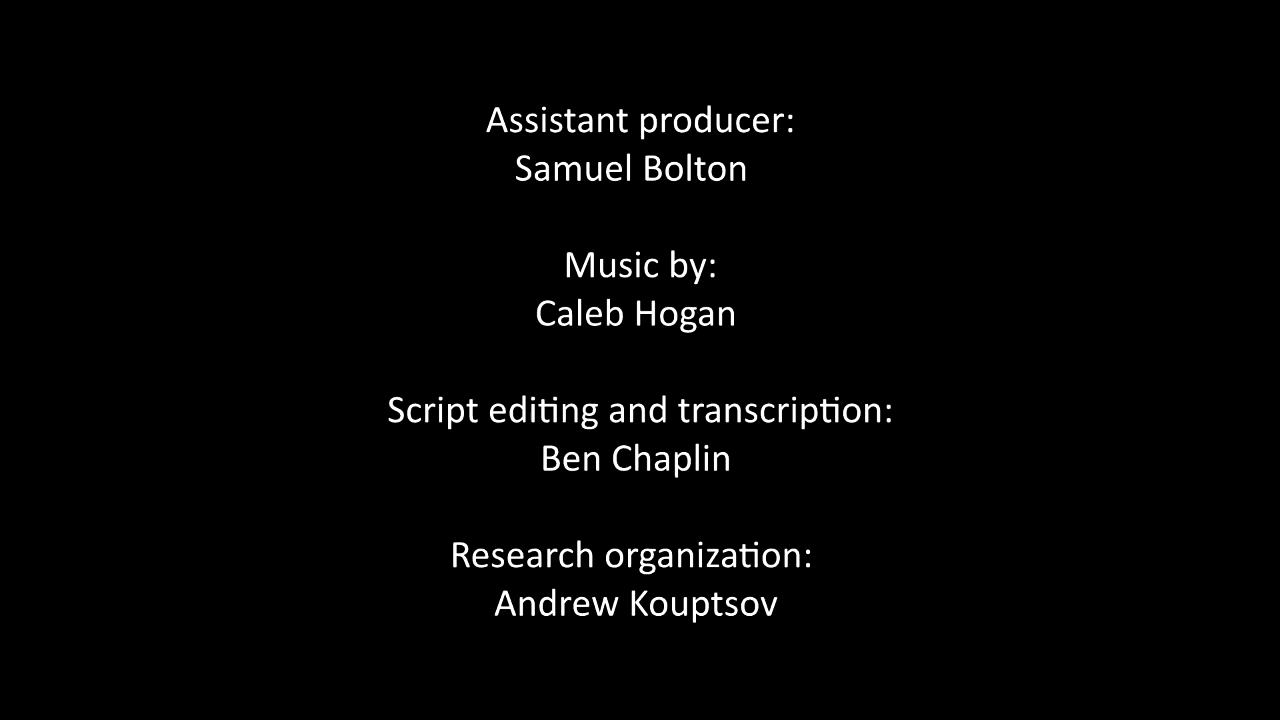 Assistant producer:
Samuel Bolton
Music by:
Caleb Hogan
Script editing and transcription:
Ben Chaplin
Research organization:
Andrew Kouptsov